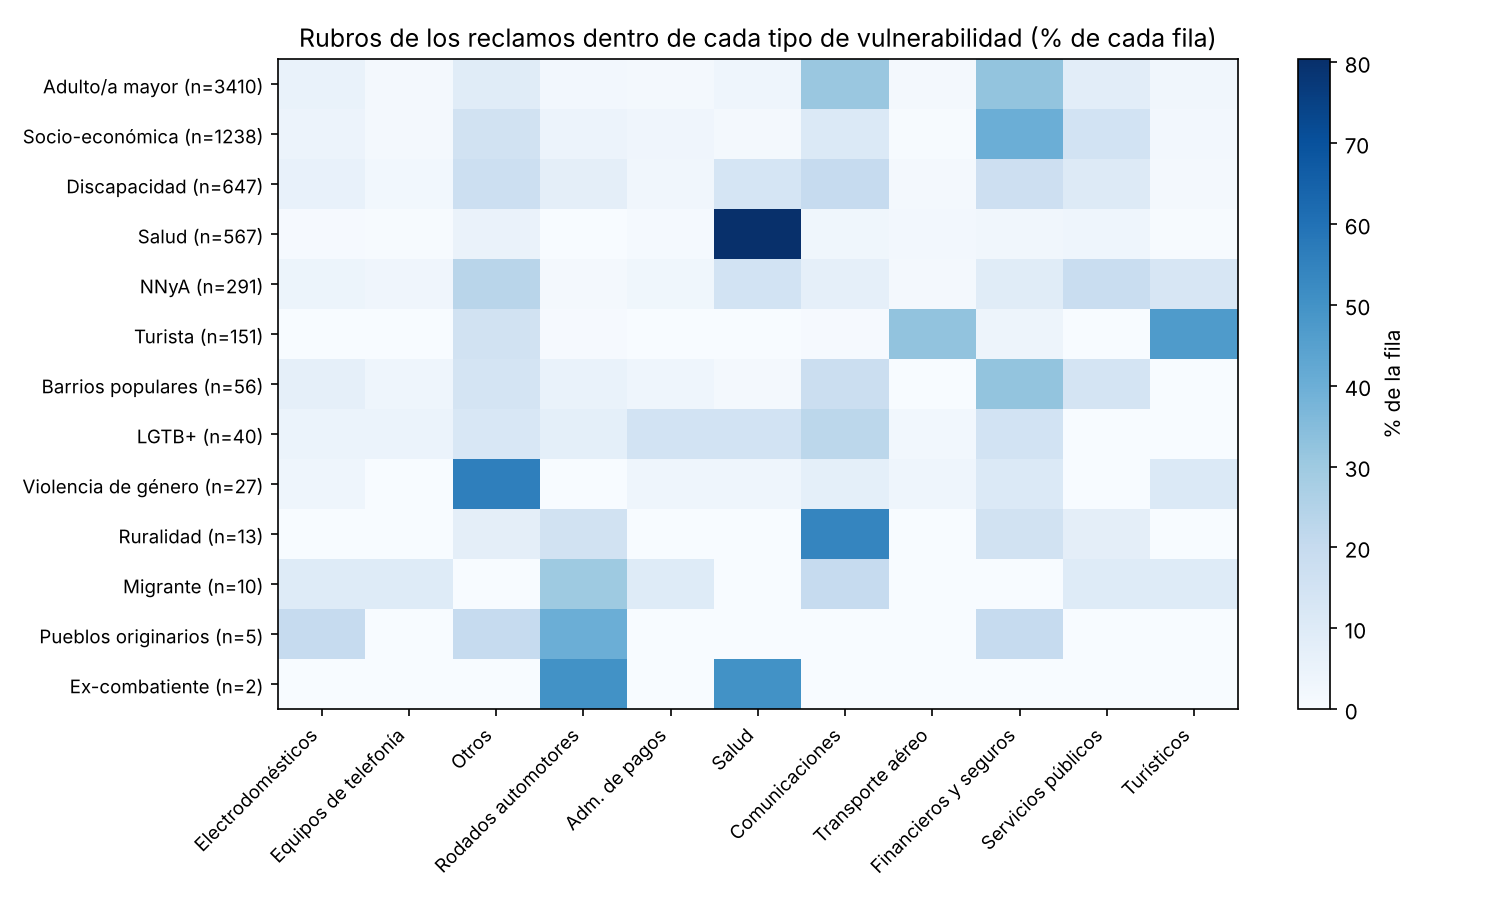 Rubros de los reclamos dentro de cada tipo de vulnerabilidad (% de cada fila)
Adulto/a mayor (n=3410)
Socio-económica (n=1238)
Discapacidad (n=647)
Salud (n=567)
NNyA (n=291)
Turista (n=151)
Barrios populares (n=56)
LGTB+ (n=40)
Violencia de género (n=27)
Ruralidad (n=13)
Migrante (n=10)
Pueblos originarios (n=5)
Ex-combatiente (n=2)
Electrodomésticos
Equipos de telefonía
Otros
Rodados automotores
Adm. de pagos
Salud
Comunicaciones
Transporte aéreo
Financieros y seguros
Servicios públicos
Turísticos
80
70
60
50
40
30
20
10
0
% de la fila